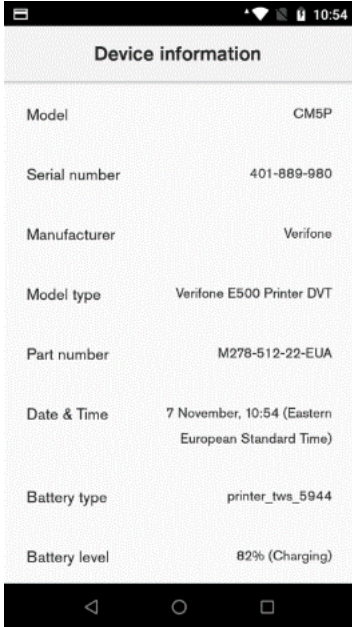 10:54
Device information
Model CM5P
Serial number 401-889-980
Manufacturer Verifone
Model type Verifone E500 Printer DVT
Part number M278-512-22-EUA
Date & Time 7 November, 10:54 (Eastern
European Standard Time)
Battery type printer_tws_5944
Battery level 82% (Charging)